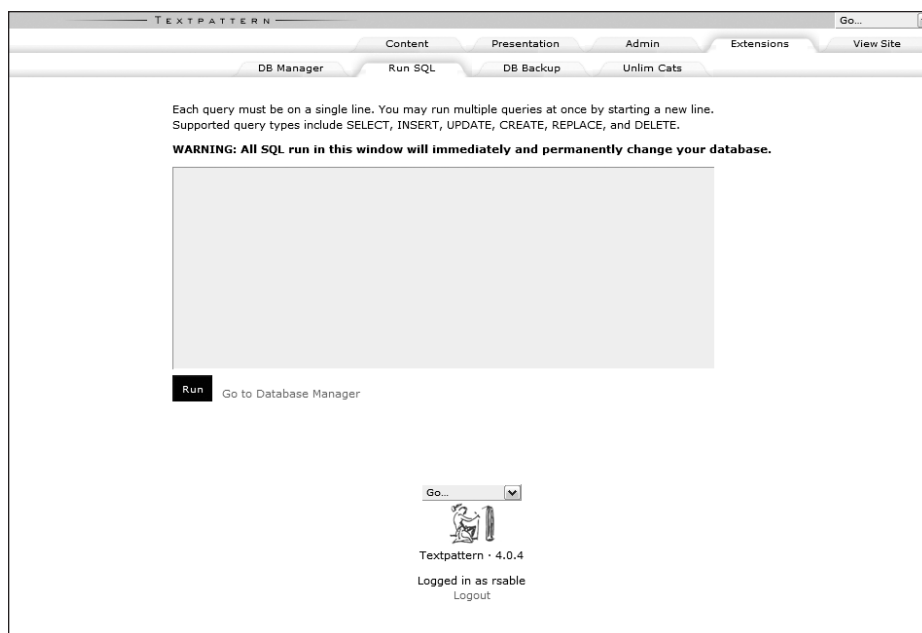 TEXTPATTERN
Go...
Content Presentation Admin Extensions View Site
DB Manager Run SQL DB Backup Unlim Cats
Each query must be on a single line. You may run multiple queries at once by starting a new line.
Supported query types include SELECT, INSERT, UPDATE, CREATE, REPLACE, and DELETE.
WARNING: All SQL run in this window will immediately and permanently change your database.
Run Go to Database Manager
Go...
Textpattern · 4.0.4
Logged in as rsable
Logout